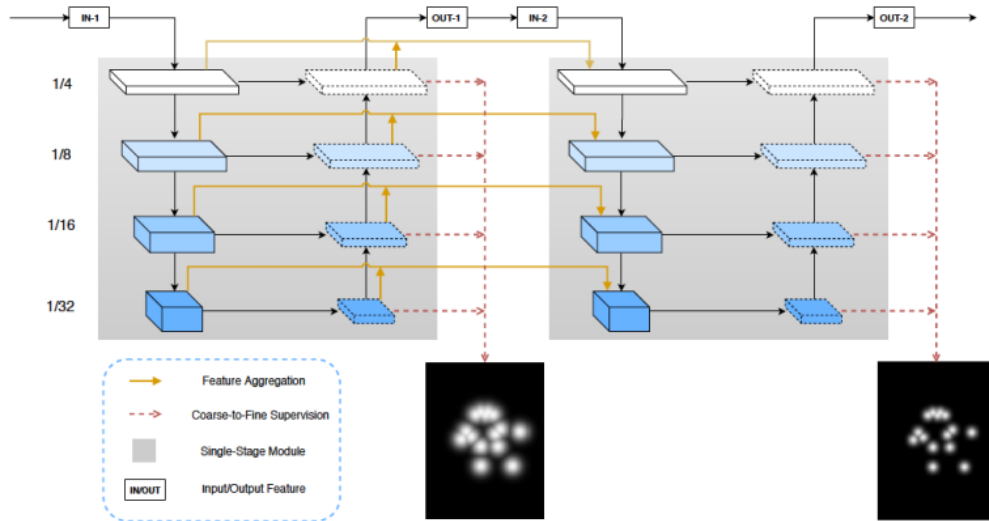 IN-1
OUT-1
IN-2
OUT-2
1/4
1/8
1/16
1/32
Feature Aggregation
Coarse-to-Fine Supervision
Single-Stage Module
IN/OUT
Input/Output Feature